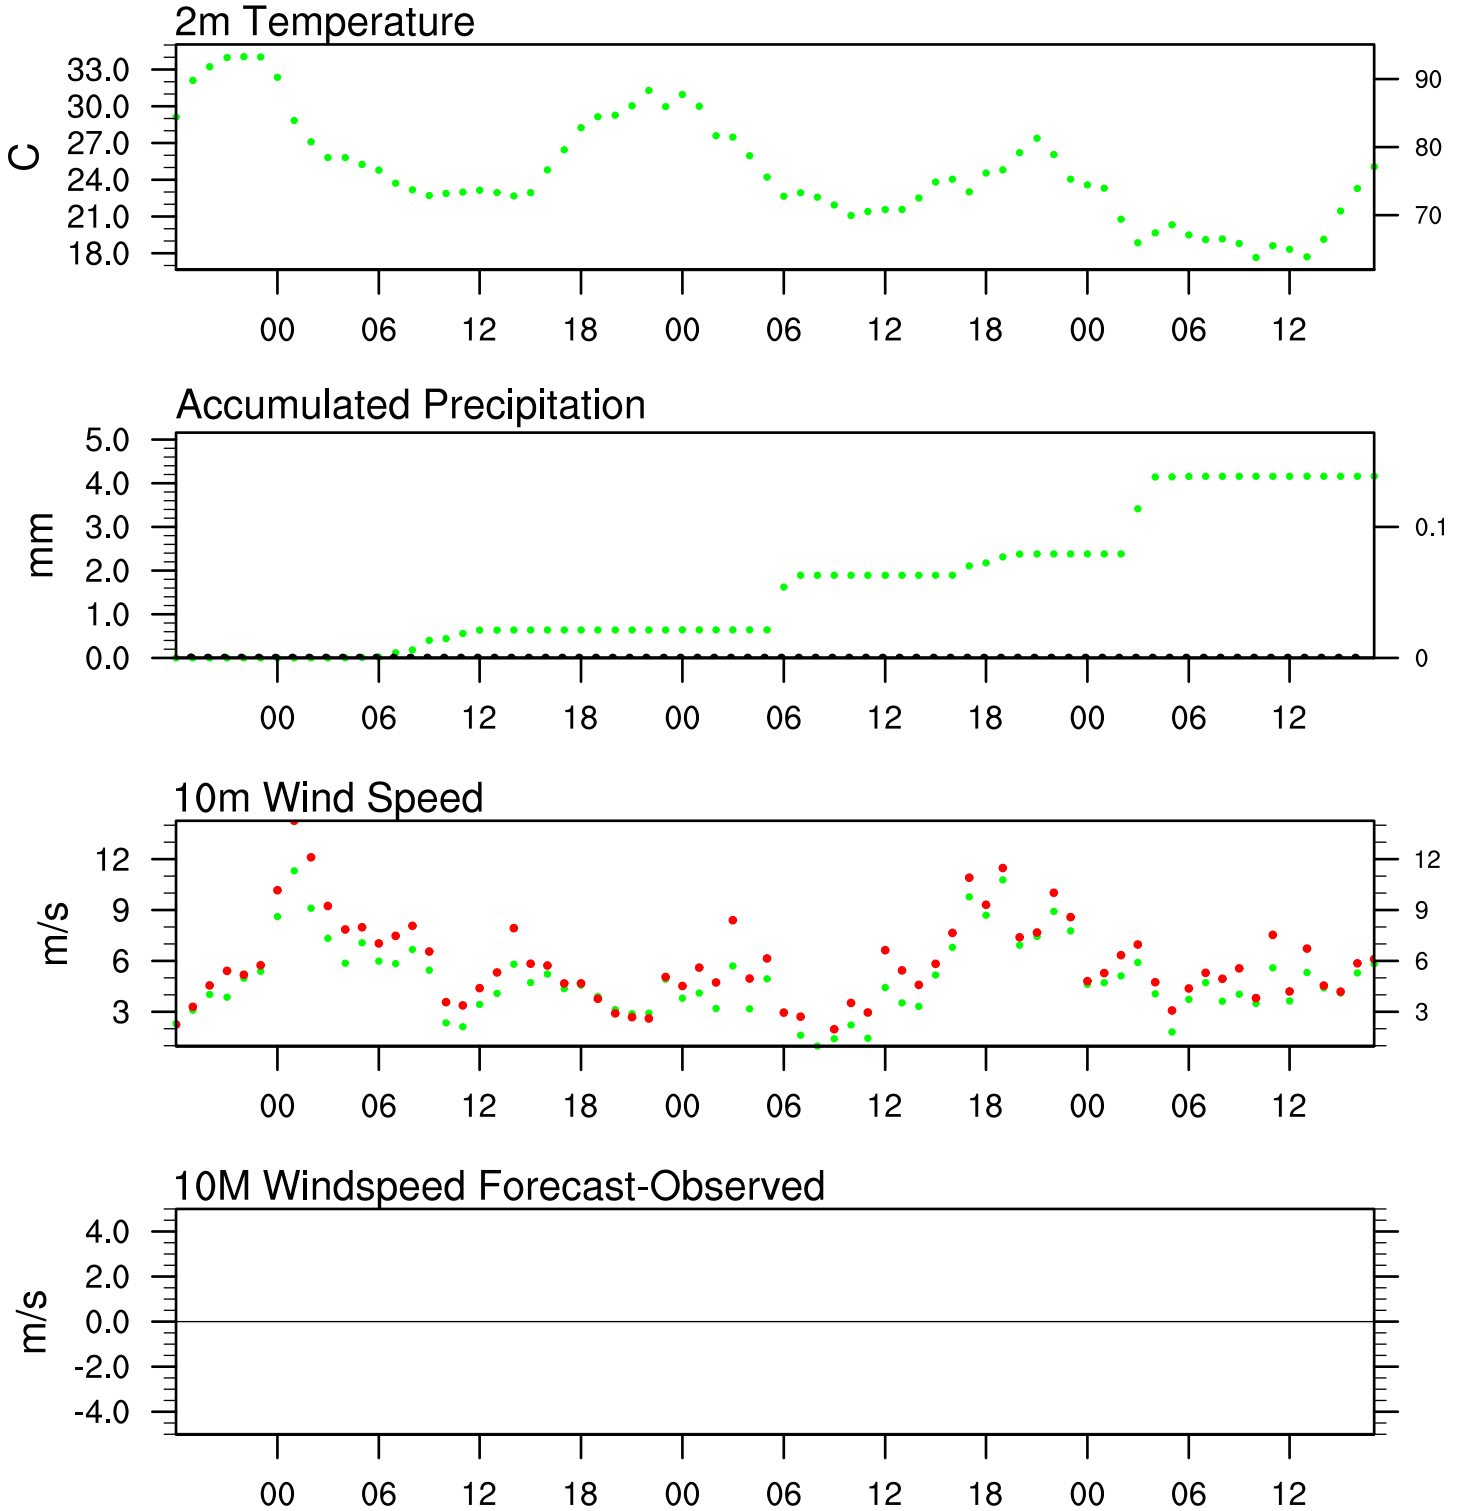 2m Temperature
33.0
30.0
27.0
24.0
21.0
18.0
C
90
80
70
00 06 12 18 00 06 12 18 00 06 12
Accumulated Precipitation
5.0
4.0
3.0
2.0
1.0
0.0
mm
0.1
0
00 06 12 18 00 06 12 18 00 06 12
10m Wind Speed
12
9
6
3
m/s
12
9
6
3
00 06 12 18 00 06 12 18 00 06 12
10M Windspeed Forecast-Observed
4.0
2.0
0.0
-2.0
-4.0
m/s
00 06 12 18 00 06 12 18 00 06 12